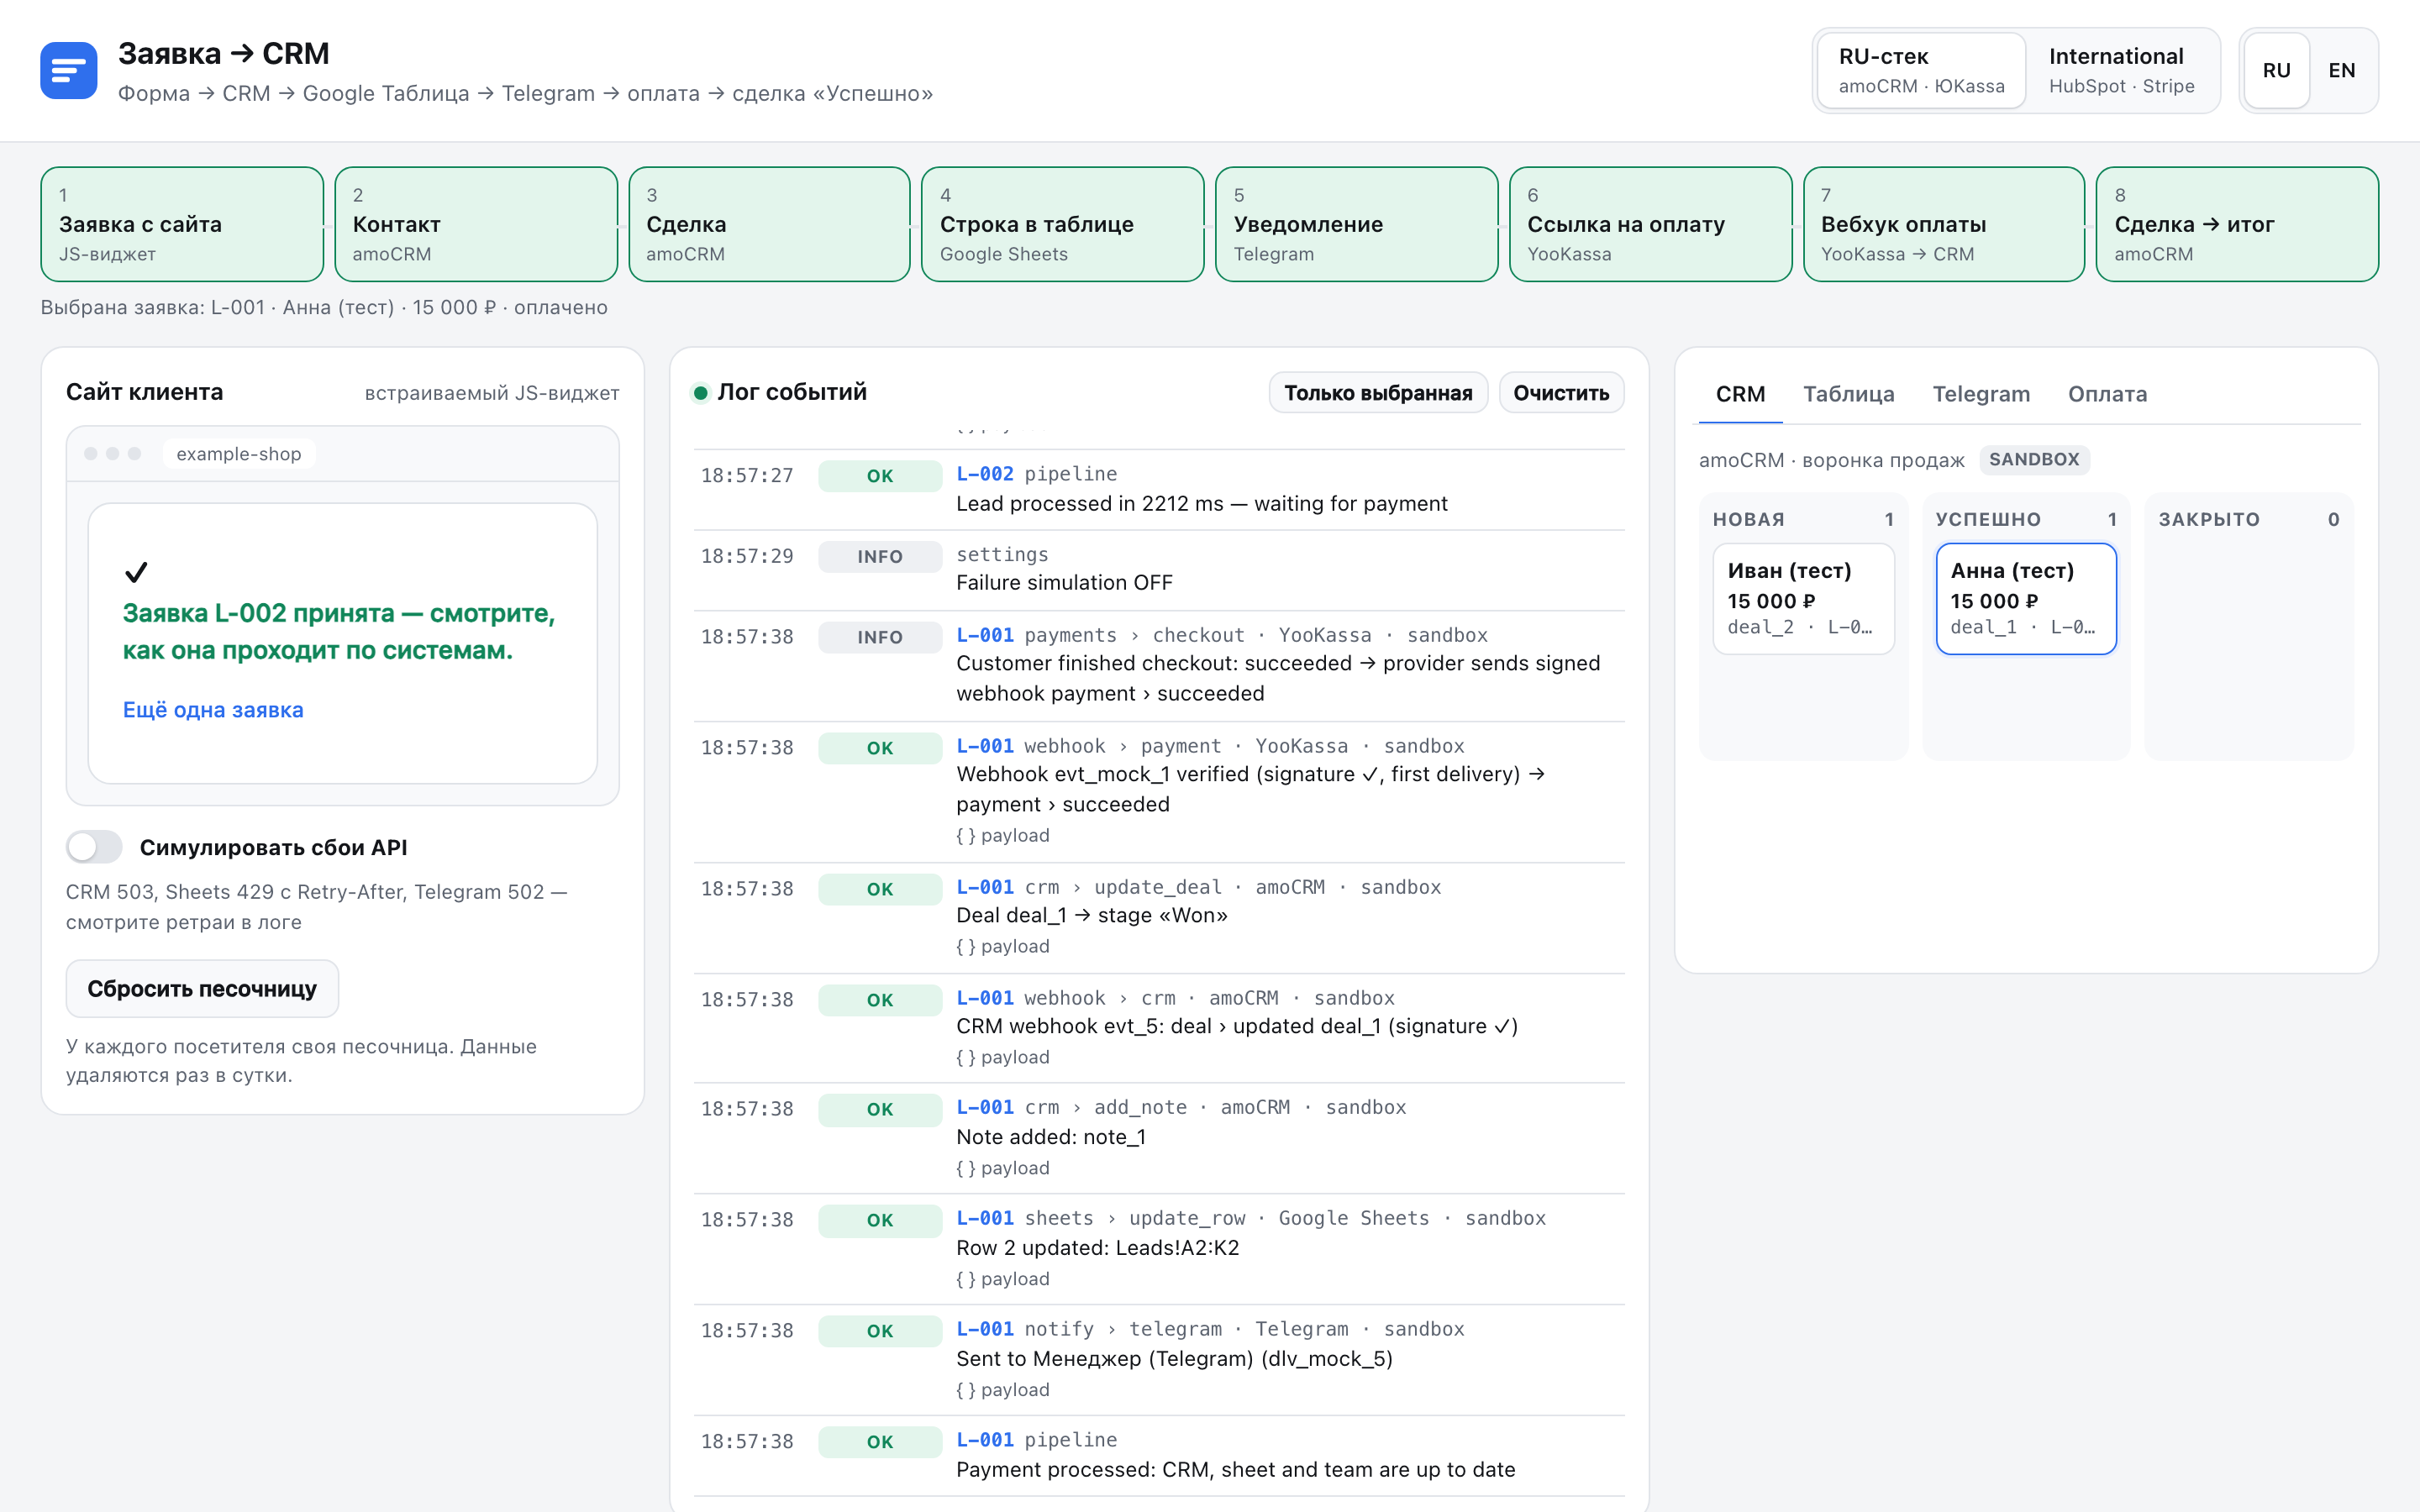 Заявка → CRM
Форма → CRM → Google Таблица → Telegram → оплата → сделка «Успешно»
RU-стек
amoCRM · ЮKassa
International
HubSpot · Stripe
RU
EN
1
Заявка с сайта
JS-виджет
2
Контакт
amoCRM
3
Сделка
amoCRM
4
Строка в таблице
Google Sheets
5
Уведомление
Telegram
6
Ссылка на оплату
YooKassa
7
Вебхук оплаты
YooKassa → CRM
8
Сделка → итог
amoCRM
Выбрана заявка: L-001 · Анна (тест) · 15 000 ₽ · оплачено
Сайт клиента
встраиваемый JS-виджет
example-shop
✓
Заявка L-002 принята — смотрите,
как она проходит по системам.
Ещё одна заявка
Симулировать сбои API
CRM 503, Sheets 429 с Retry-After, Telegram 502 —
смотрите ретраи в логе
Сбросить песочницу
У каждого посетителя своя песочница. Данные
удаляются раз в сутки.
Лог событий
Только выбранная
Очистить
18:57:27 OK L-002 pipeline
Lead processed in 2212 ms — waiting for payment
18:57:29 INFO settings
Failure simulation OFF
18:57:38 INFO L-001 payments › checkout · YooKassa · sandbox
Customer finished checkout: succeeded → provider sends signed
webhook payment › succeeded
18:57:38 OK L-001 webhook › payment · YooKassa · sandbox
Webhook evt_mock_1 verified (signature ✓, first delivery) →
payment › succeeded
{ } payload
18:57:38 OK L-001 crm › update_deal · amoCRM · sandbox
Deal deal_1 → stage «Won»
{ } payload
18:57:38 OK L-001 webhook › crm · amoCRM · sandbox
CRM webhook evt_5: deal › updated deal_1 (signature ✓)
{ } payload
18:57:38 OK L-001 crm › add_note · amoCRM · sandbox
Note added: note_1
{ } payload
18:57:38 OK L-001 sheets › update_row · Google Sheets · sandbox
Row 2 updated: Leads!A2:K2
{ } payload
18:57:38 OK L-001 notify › telegram · Telegram · sandbox
Sent to Менеджер (Telegram) (dlv_mock_5)
{ } payload
18:57:38 OK L-001 pipeline
Payment processed: CRM, sheet and team are up to date
CRM
Таблица
Telegram
Оплата
amoCRM · воронка продаж
SANDBOX
НОВАЯ 1
Иван (тест)
15 000 ₽
deal_2 · L-0…
УСПЕШНО 1
Анна (тест)
15 000 ₽
deal_1 · L-0…
ЗАКРЫТО 0